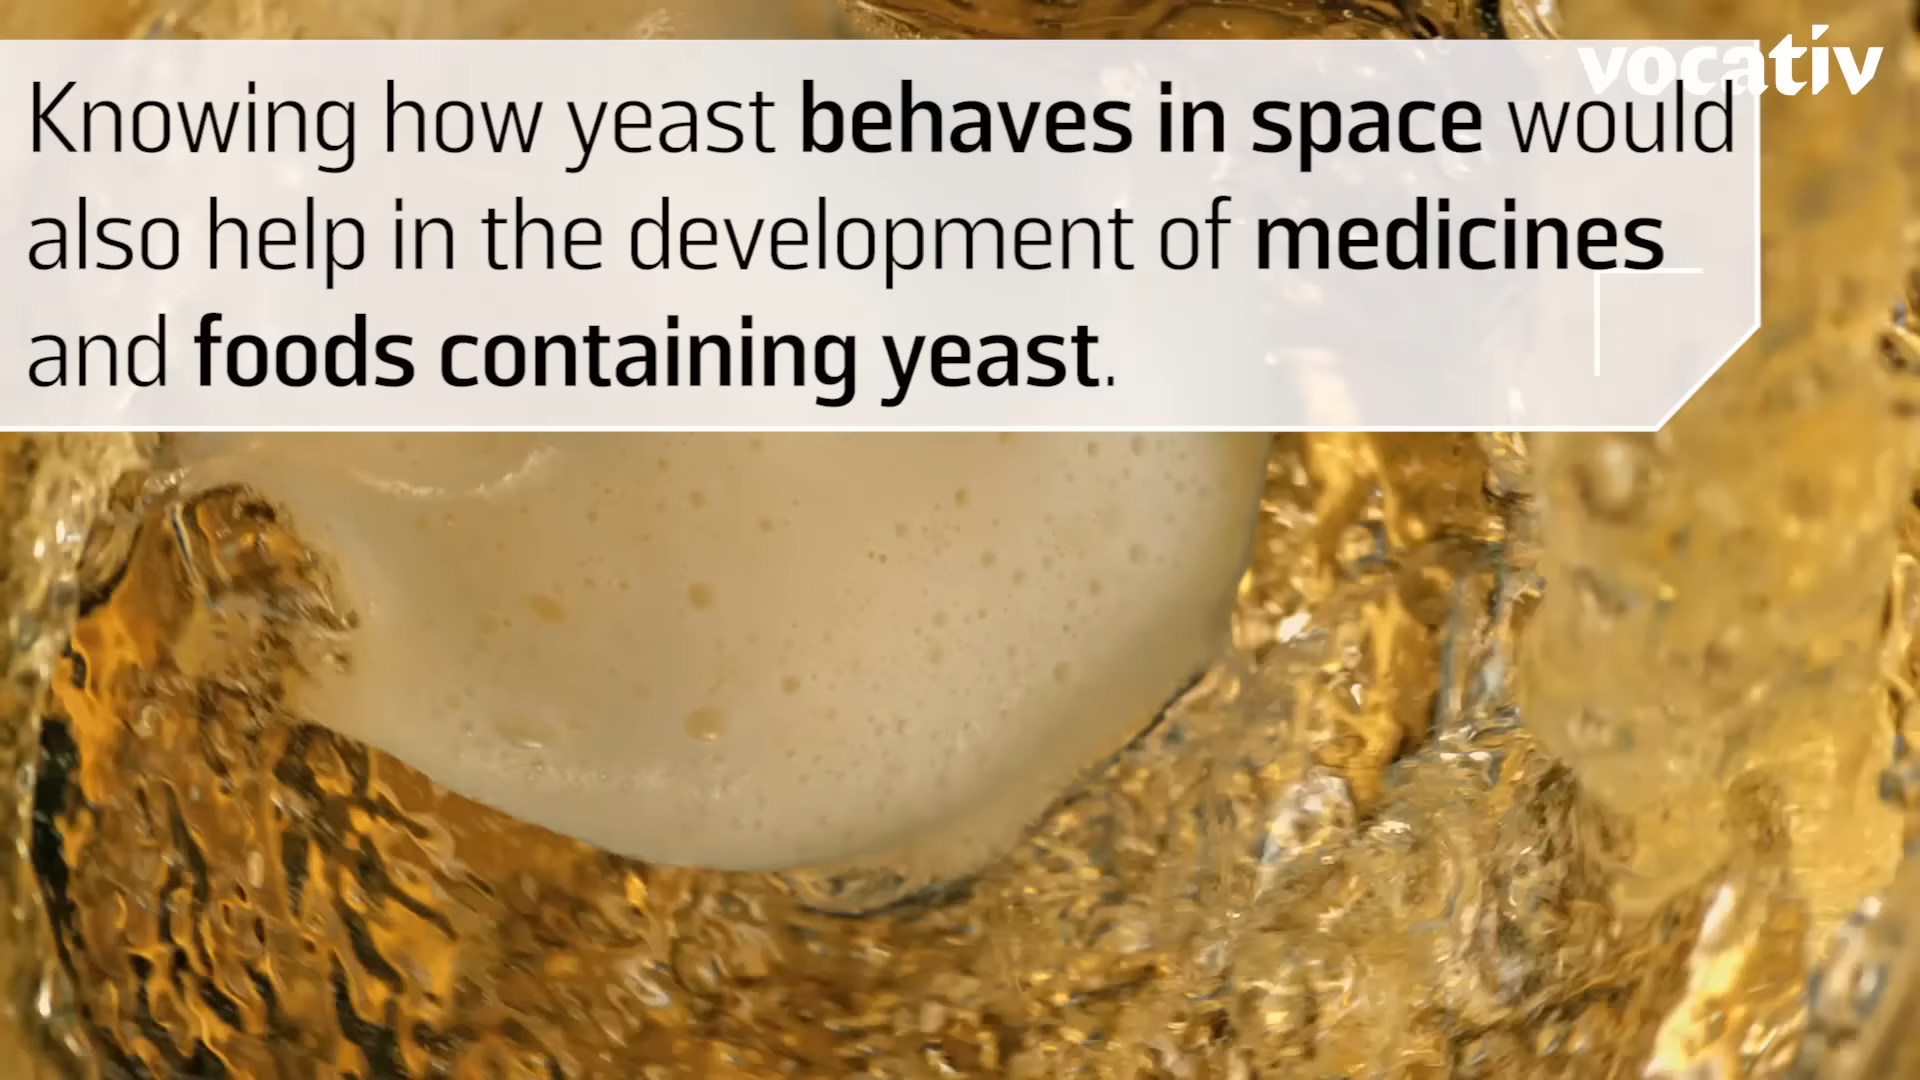 vocativ
Knowing how yeast behaves in space would
also help in the development of medicines
and foods containing yeast.